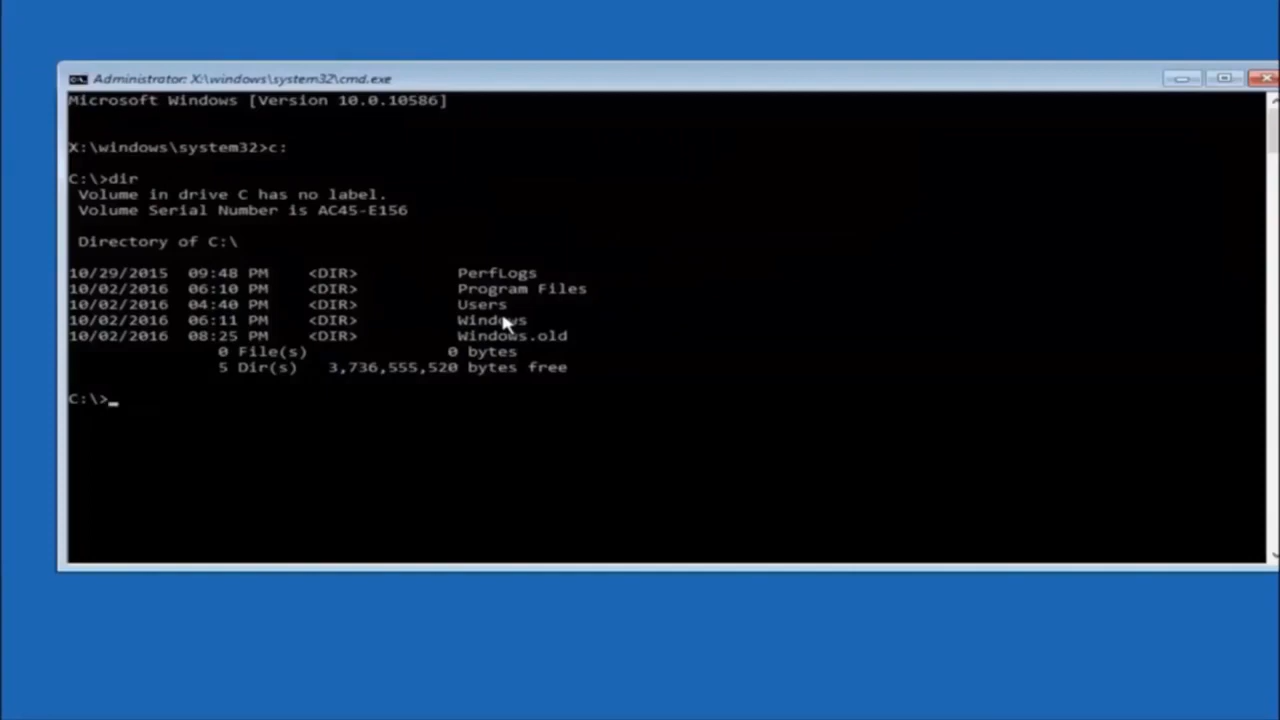 Administrator: X:\windows\system32\cmd.exe
Microsoft Windows [Version 10.0.10586]
X:\windows\system32>c:
C:\>dir
Volume in drive C has no label.
Volume Serial Number is AC45-E156
Directory of C:\
10/29/2015 09:48 PM <DIR> PerfLogs
10/02/2016 06:10 PM <DIR> Program Files
10/02/2016 04:40 PM <DIR> Users
10/02/2016 06:11 PM <DIR> Windows
10/02/2016 08:25 PM <DIR> Windows.old
0 File(s) 0 bytes
5 Dir(s) 3,736,555,520 bytes free
C:\>_